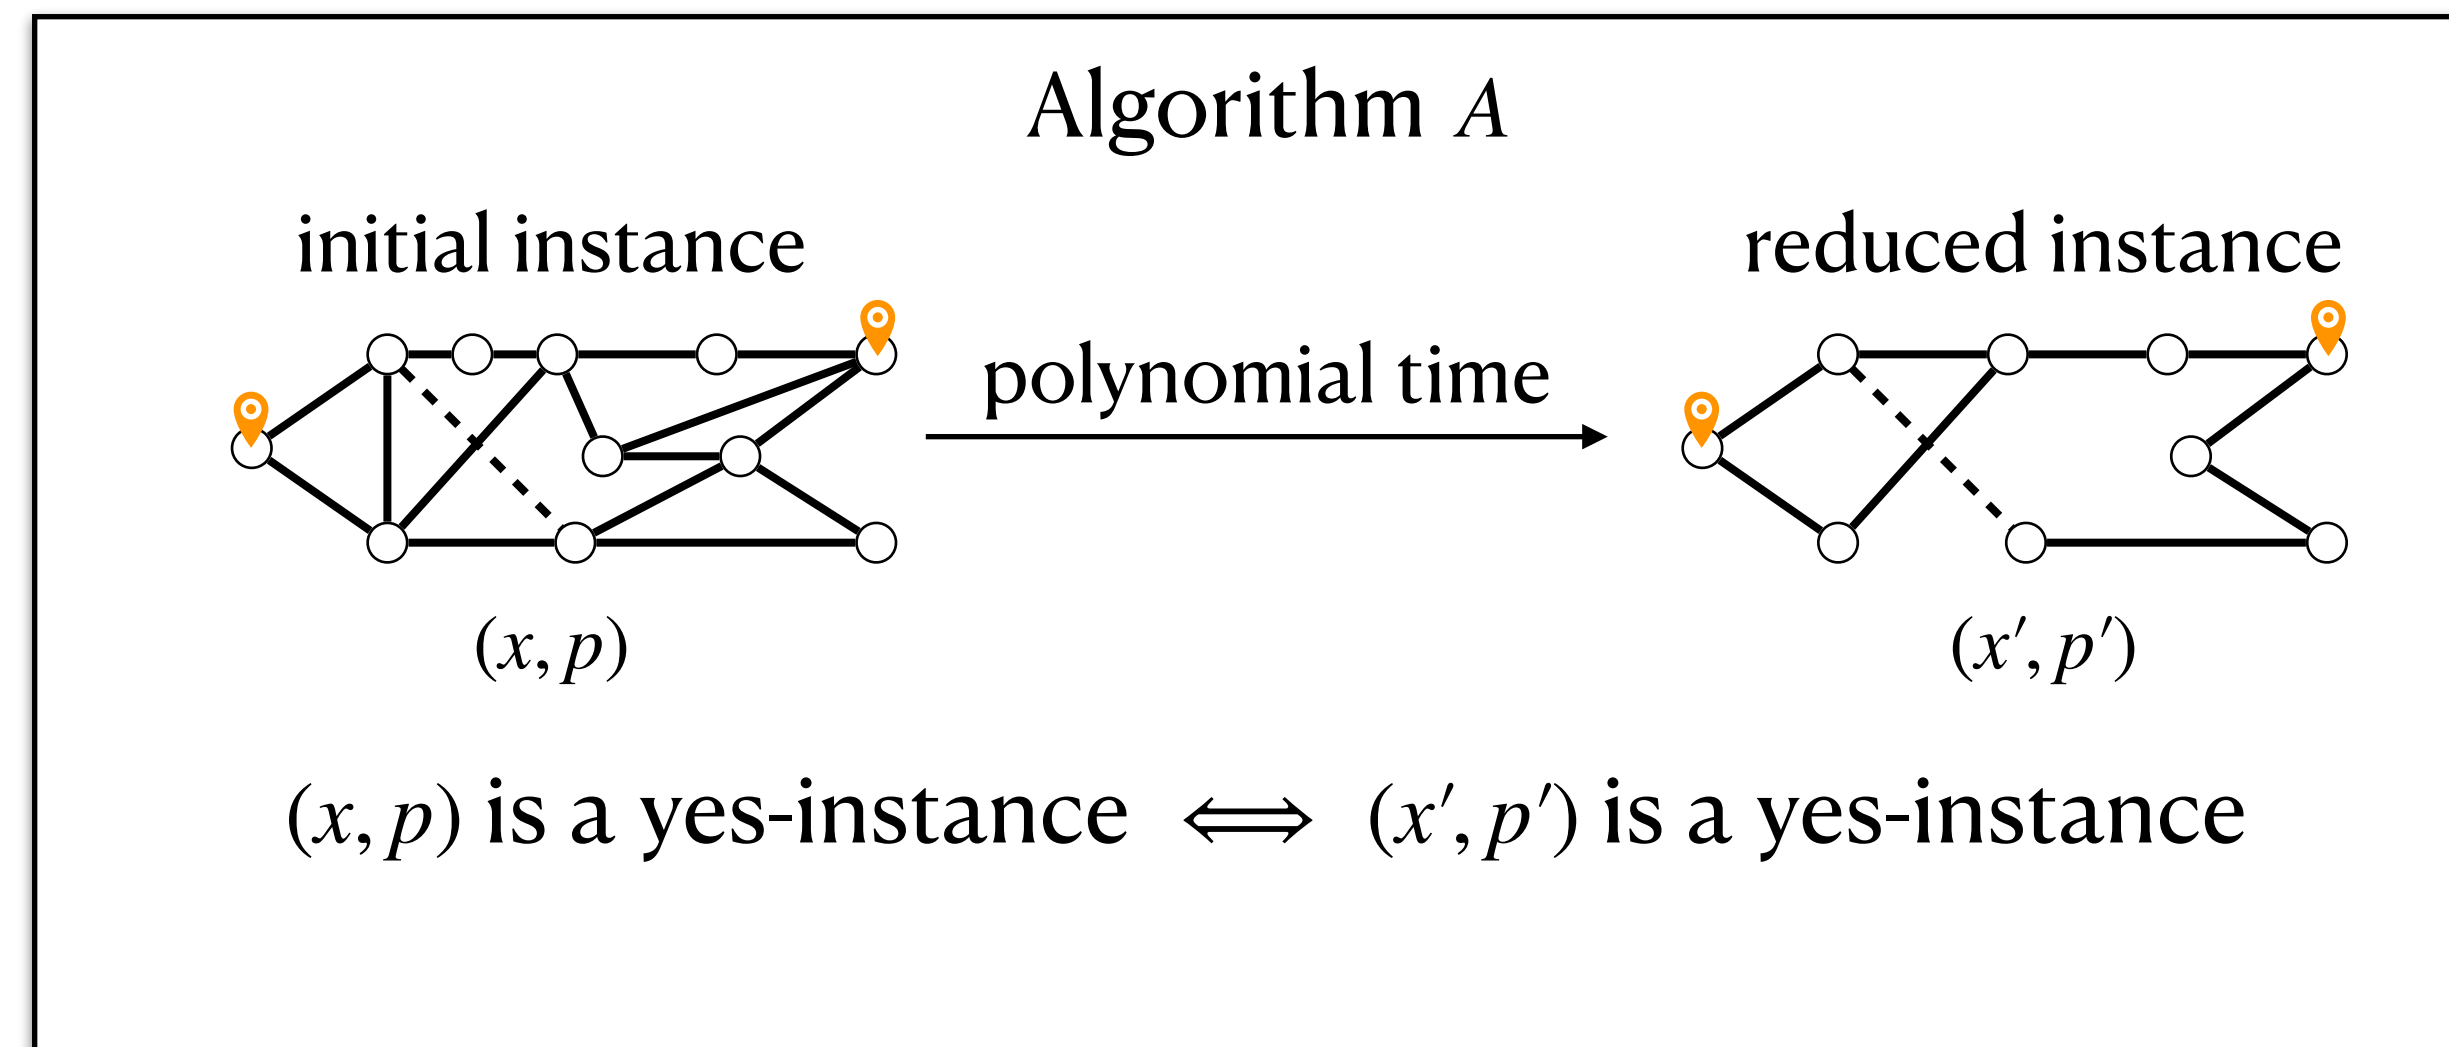 Algorithm A
initial instance
reduced instance
polynomial time
(x, p)
(x′, p′)
(x, p) is a yes-instance ⟺ (x′, p′) is a yes-instance